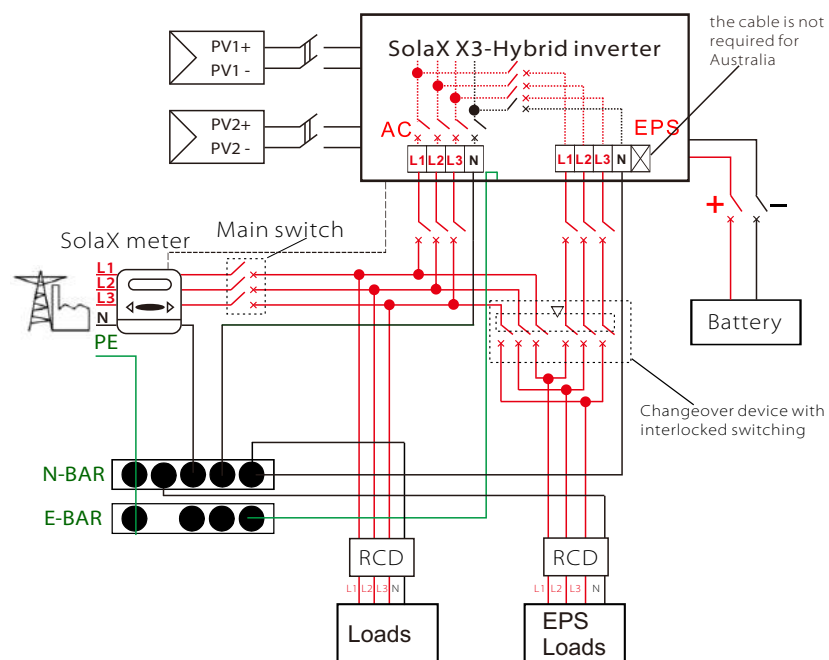 the cable is not
required for
Australia
PV1+
PV1 -
SolaX X3-Hybrid inverter
PV2+
PV2 -
AC
EPS
L1 L2 L3 N
L1 L2 L3 N
+ −
Main switch
SolaX meter
L1
L2
L3
N
PE
Battery
Changeover device with
interlocked switching
N-BAR
E-BAR
RCD
RCD
L1 L2 L3 N
L1 L2 L3 N
Loads
EPS
Loads